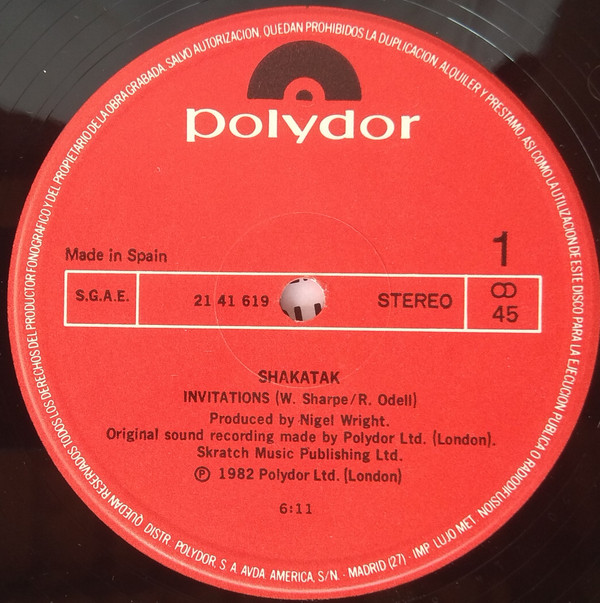 RESERVADOS TODOS LOS DERECHOS DEL PRODUCTOR FONOGRAFICO Y DEL PROPIETARIO DE LA OBRA GRABADA. SALVO AUTORIZACION, QUEDAN PROHIBIDOS LA DUPLICACION, ALQUILER Y PRESTAMO, ASI COMO LA UTILIZACION DE ESTE DISCO PARA LA EJECUCION PUBLICA O RADIODIFUSION.
polydor
Made in Spain
1
S.G.A.E.
21 41 619
STEREO
45
SHAKATAK
INVITATIONS (W. Sharpe/R. Odell)
Produced by Nigel Wright.
Original sound recording made by Polydor Ltd. (London).
Skratch Music Publishing Ltd.
Ⓟ 1982 Polydor Ltd. (London)
6:11
QUEDAN DISTR. POLYDOR, S. A. AVDA. AMERICA, S/N. - MADRID (27) - IMP. LUJO MET.